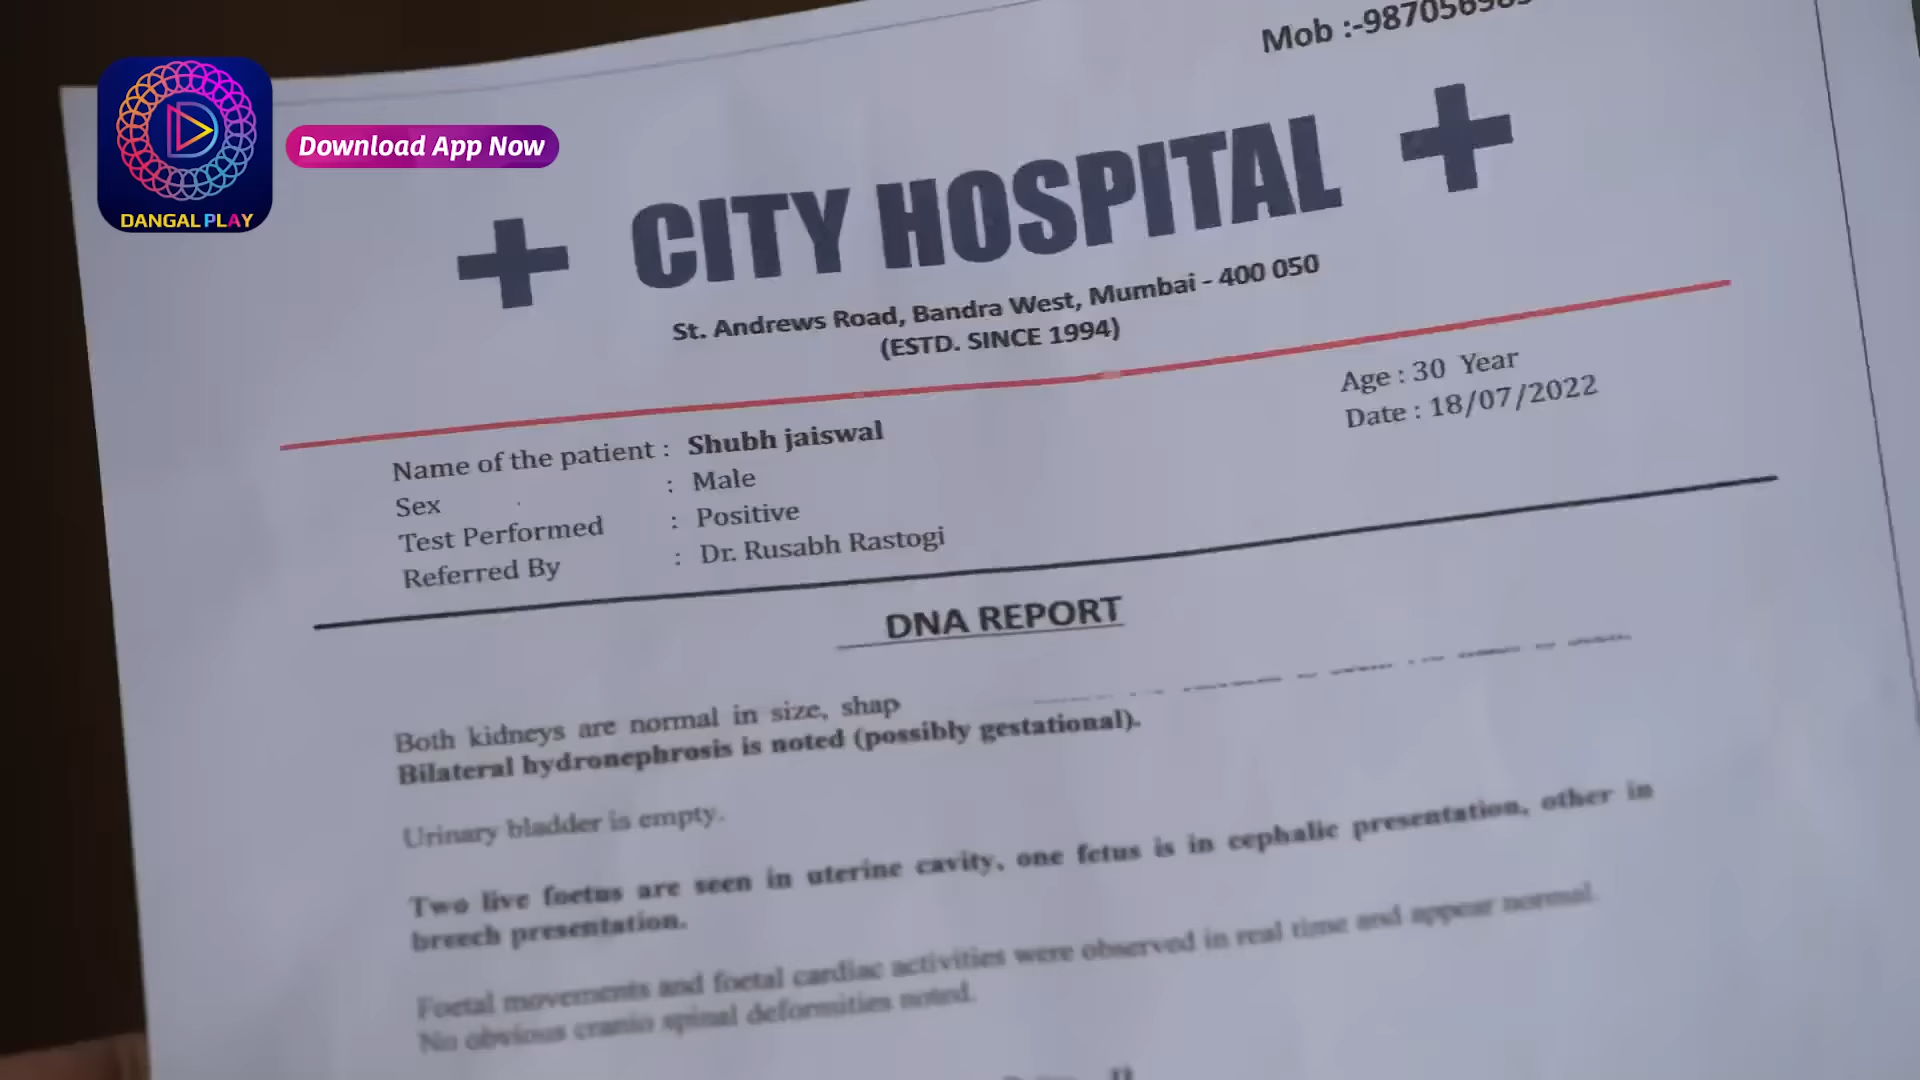 Mob :-987056985
DANGAL PLAY
Download App Now
CITY HOSPITAL
St. Andrews Road, Bandra West, Mumbai - 400 050
(ESTD. SINCE 1994)
Age : 30 Year
Date : 18/07/2022
Name of the patient : Shubh jaiswal
Sex : Male
Test Performed : Positive
Referred By : Dr. Rusabh Rastogi
DNA REPORT
Both kidneys are normal in size, shap
Bilateral hydronephrosis is noted (possibly gestational).
Urinary bladder is empty.
Two live foetus are seen in uterine cavity, one fetus is in cephalic presentation, other in
breech presentation.
Foetal movements and foetal cardiac activities were observed in real time and appear normal.
No obvious cranio spinal deformities noted.